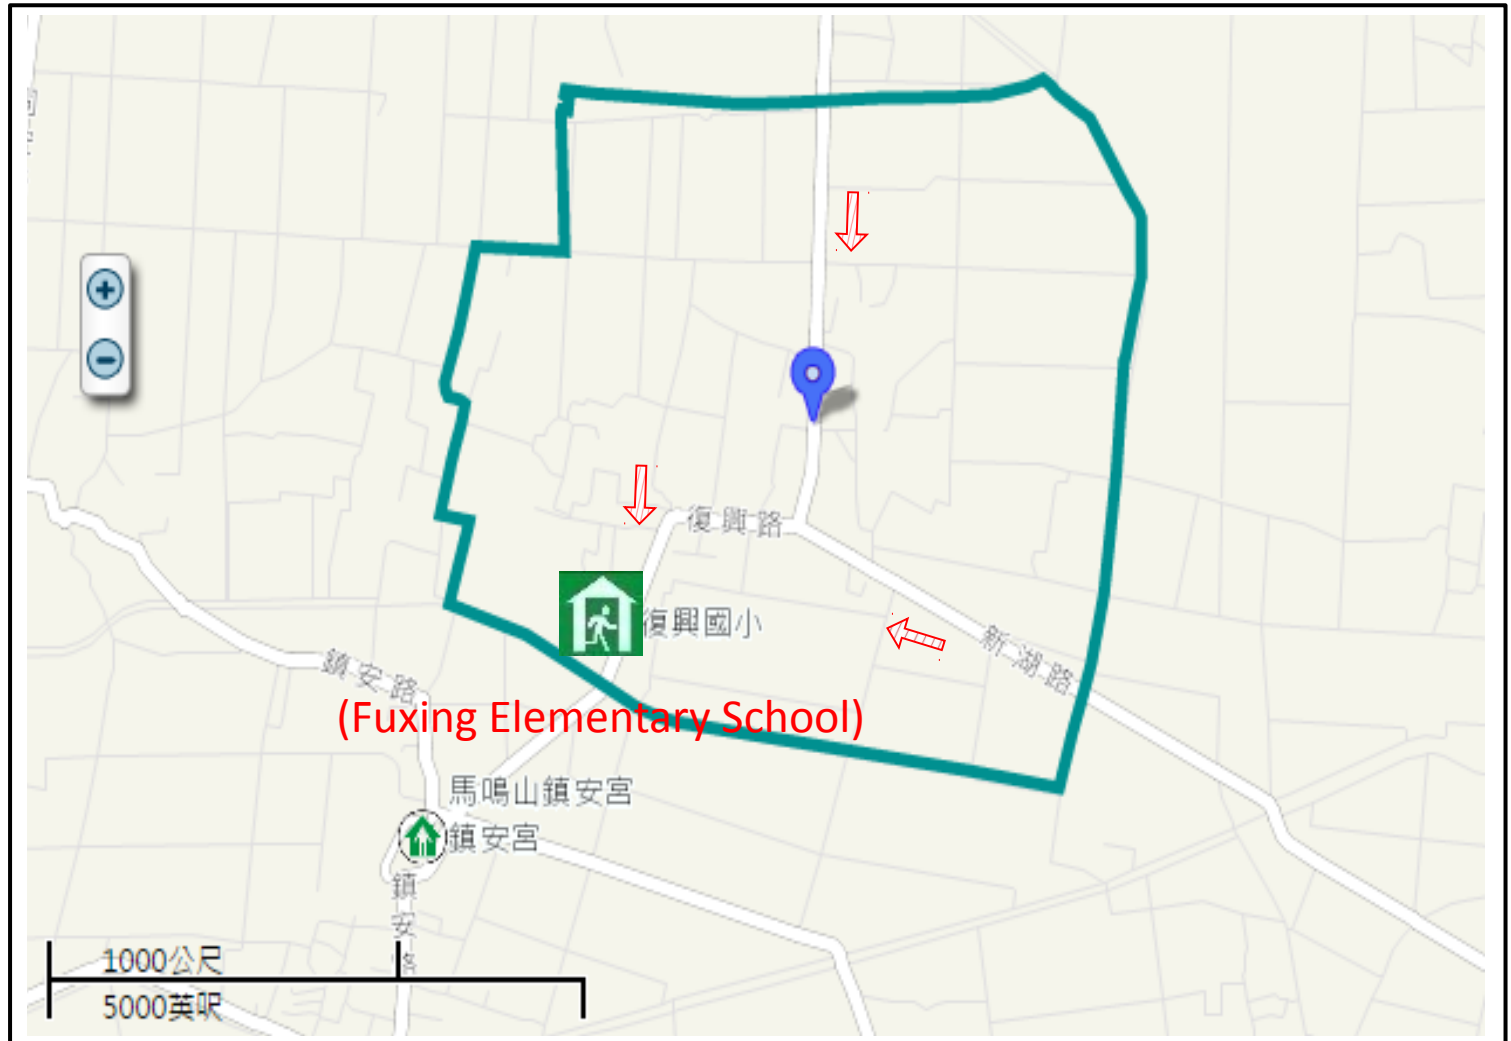 復興路
復興國小
新湖路
鎮安路
(Fuxing Elementary School)
馬鳴山鎮安宮
鎮安宮
鎮安路
1000公尺
5000英呎